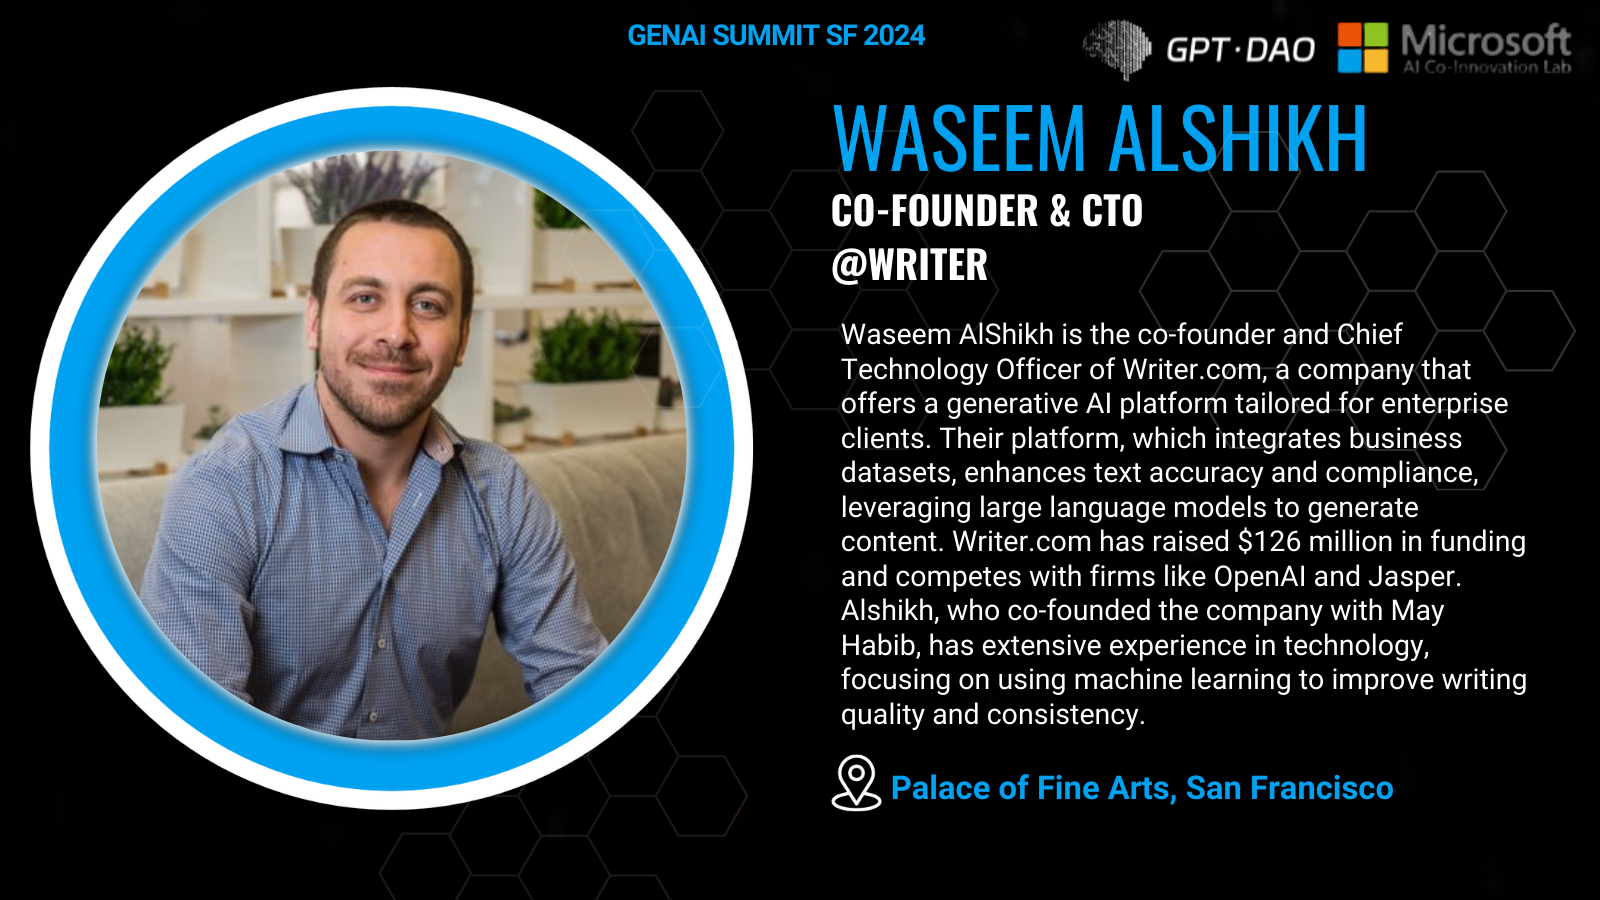 GENAI SUMMIT SF 2024
GPT·DAO
Microsoft
AI Co-Innovation Lab
WASEEM ALSHIKH
CO-FOUNDER & CTO
@WRITER
Waseem AlShikh is the co-founder and Chief
Technology Officer of Writer.com, a company that
offers a generative AI platform tailored for enterprise
clients. Their platform, which integrates business
datasets, enhances text accuracy and compliance,
leveraging large language models to generate
content. Writer.com has raised $126 million in funding
and competes with firms like OpenAI and Jasper.
Alshikh, who co-founded the company with May
Habib, has extensive experience in technology,
focusing on using machine learning to improve writing
quality and consistency.
Palace of Fine Arts, San Francisco